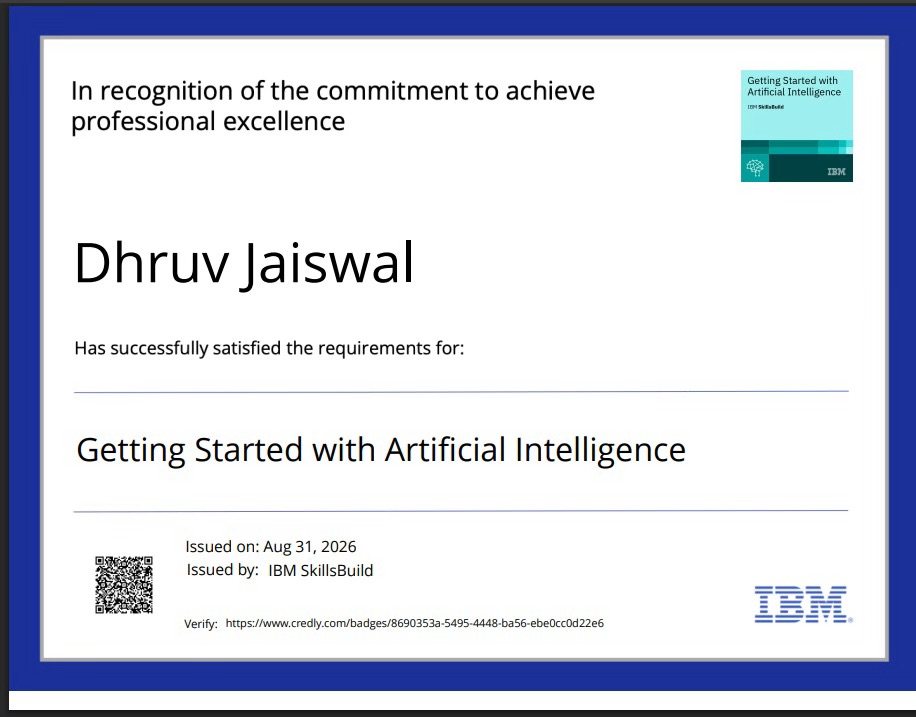 In recognition of the commitment to achieve
professional excellence
Getting Started with
Artificial Intelligence
IBM SkillsBuild
IBM
Dhruv Jaiswal
Has successfully satisfied the requirements for:
Getting Started with Artificial Intelligence
Issued on: Aug 31, 2026
Issued by: IBM SkillsBuild
Verify: https://www.credly.com/badges/8690353a-5495-4448-ba56-ebe0cc0d22e6
IBM®